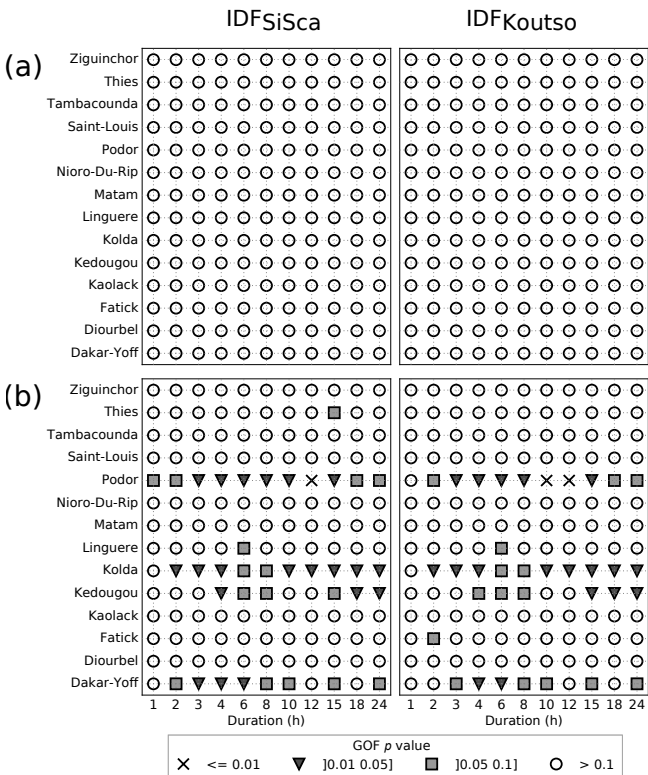 IDFSiSca IDFKoutso
(a)
Ziguinchor
Thies
Tambacounda
Saint-Louis
Podor
Nioro-Du-Rip
Matam
Linguere
Kolda
Kedougou
Kaolack
Fatick
Diourbel
Dakar-Yoff
(b)
Ziguinchor
Thies
Tambacounda
Saint-Louis
Podor
Nioro-Du-Rip
Matam
Linguere
Kolda
Kedougou
Kaolack
Fatick
Diourbel
Dakar-Yoff
1 2 3 4 6 8 10 12 15 18 24 1 2 3 4 6 8 10 12 15 18 24
Duration (h) Duration (h)
GOF p value
<= 0.01 ]0.01 0.05] ]0.05 0.1] > 0.1